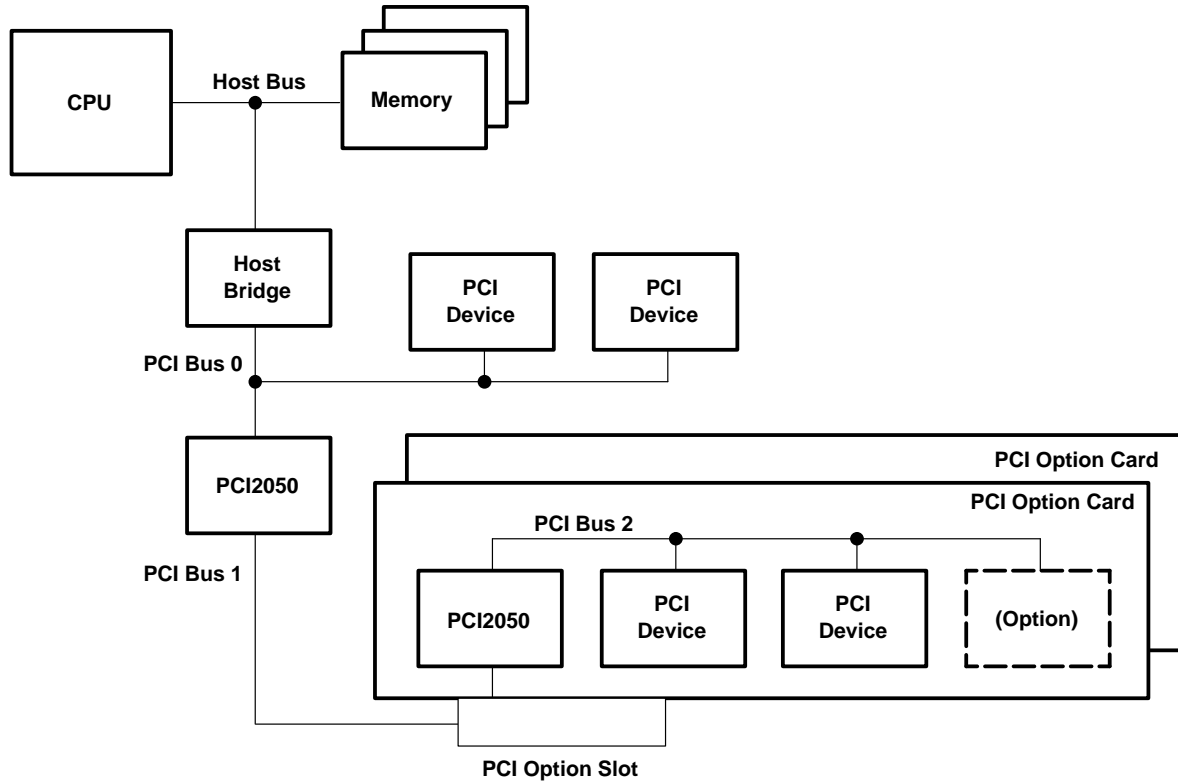 CPU
Host Bus
Memory
Host
Bridge
PCI
Device
PCI
Device
PCI Bus 0
PCI2050
PCI Option Card
PCI Option Card
PCI Bus 2
PCI Bus 1
PCI2050
PCI
Device
PCI
Device
(Option)
PCI Option Slot